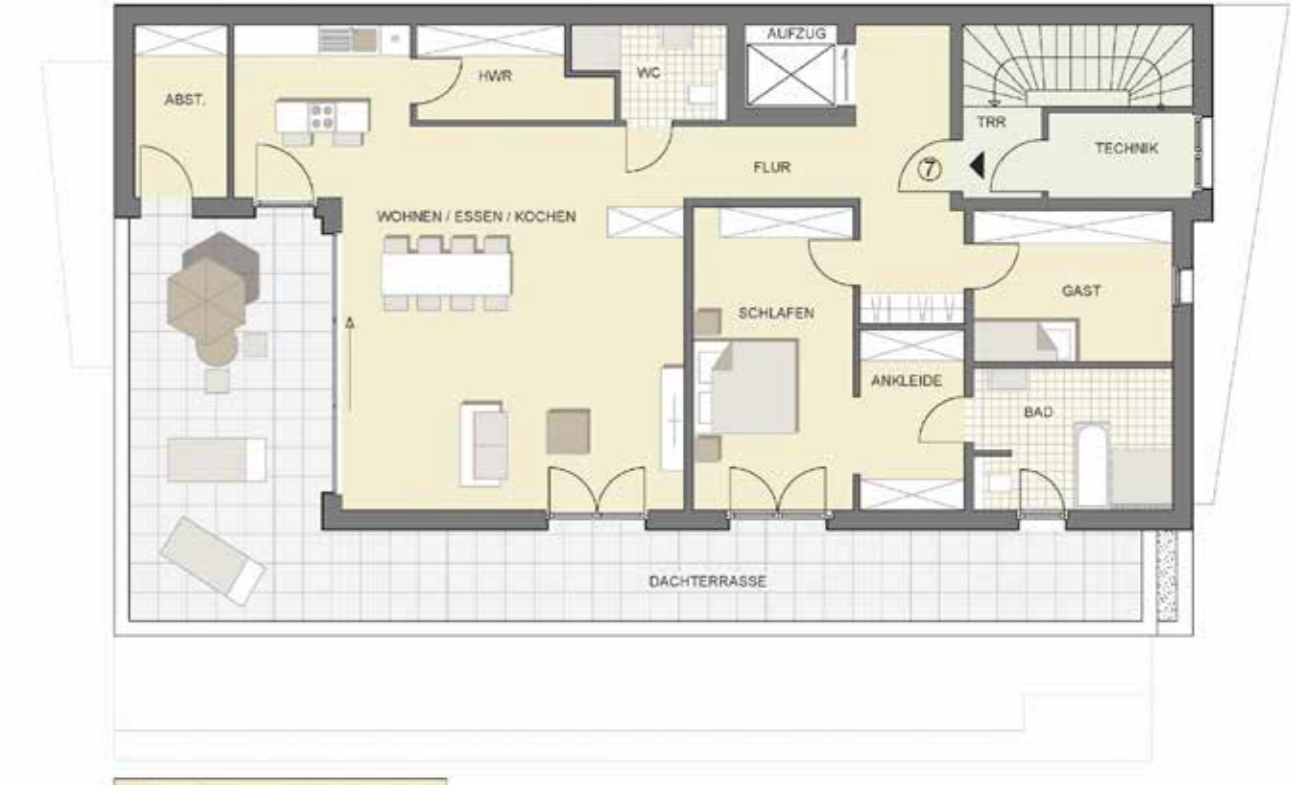 AUFZUG
ABST.
HWR
WC
TRR
TECHNIK
FLUR
7
WOHNEN / ESSEN / KOCHEN
GAST
SCHLAFEN
ANKLEIDE
BAD
DACHTERRASSE